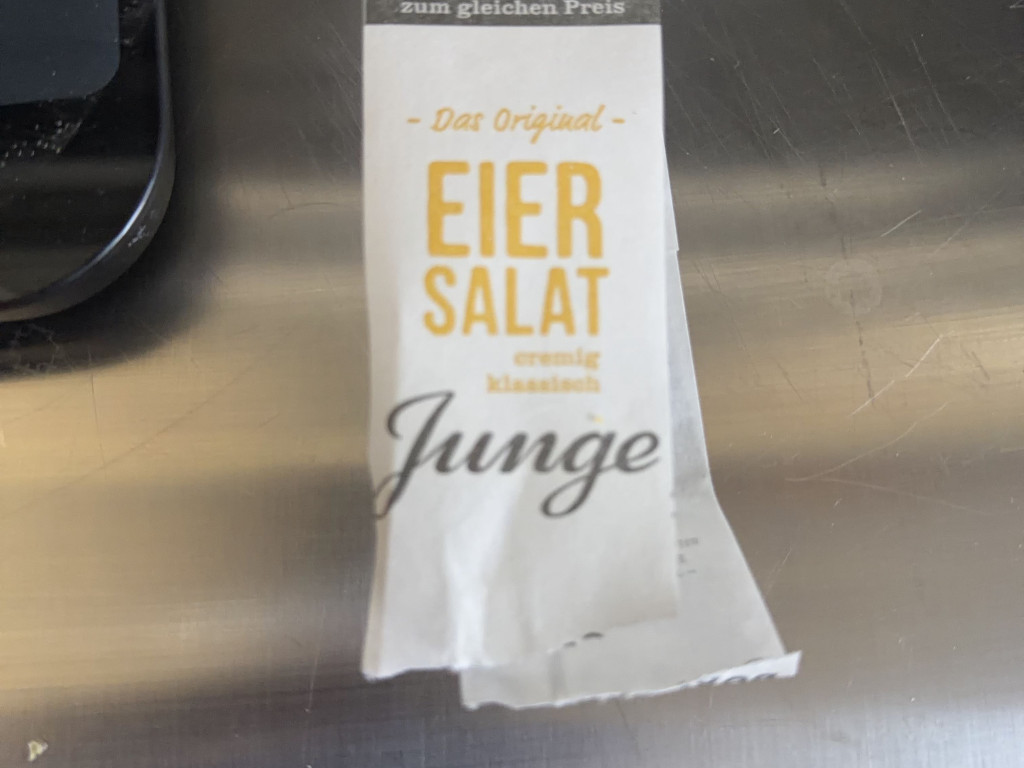 zum gleichen Preis
- Das Original -
EIER
SALAT
cremig
klassisch
Junge